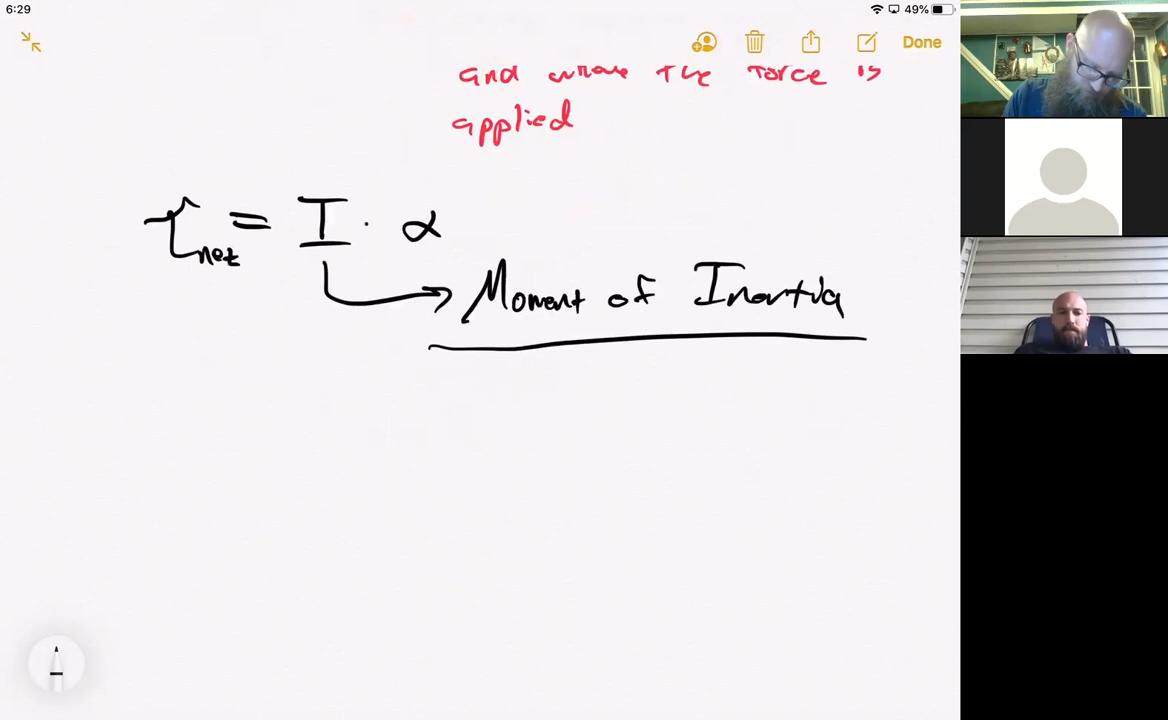 6:29
49%
Done
and where the force is
applied
τnet = I · α
Moment of Inertia